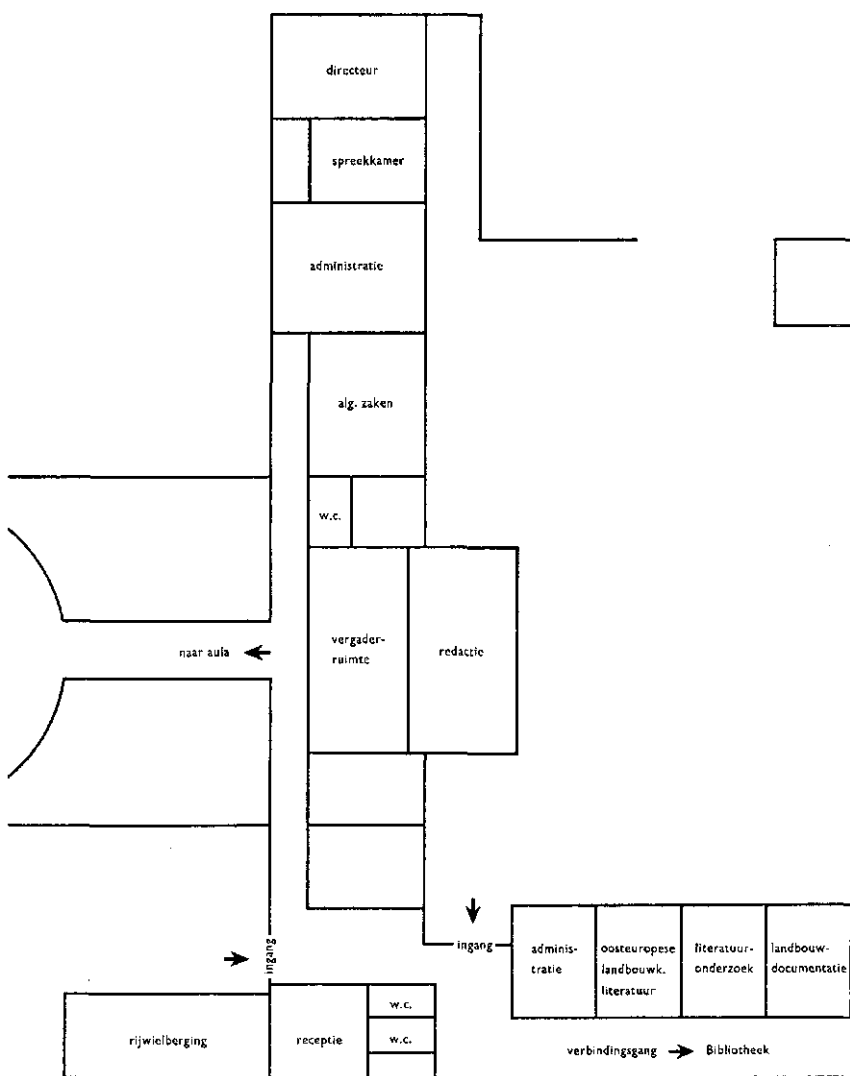 directeur
spreekkamer
administratie
alg. zaken
w.c.
naar aula
vergader-
ruimte
redactie
ingang
ingang
adminis-
tratie
oosteuropese
landbouwk.
literatuur
literatuur-
onderzoek
landbouw-
documentatie
rijwielberging
receptie
w.c.
w.c.
verbindingsgang
Bibliotheek